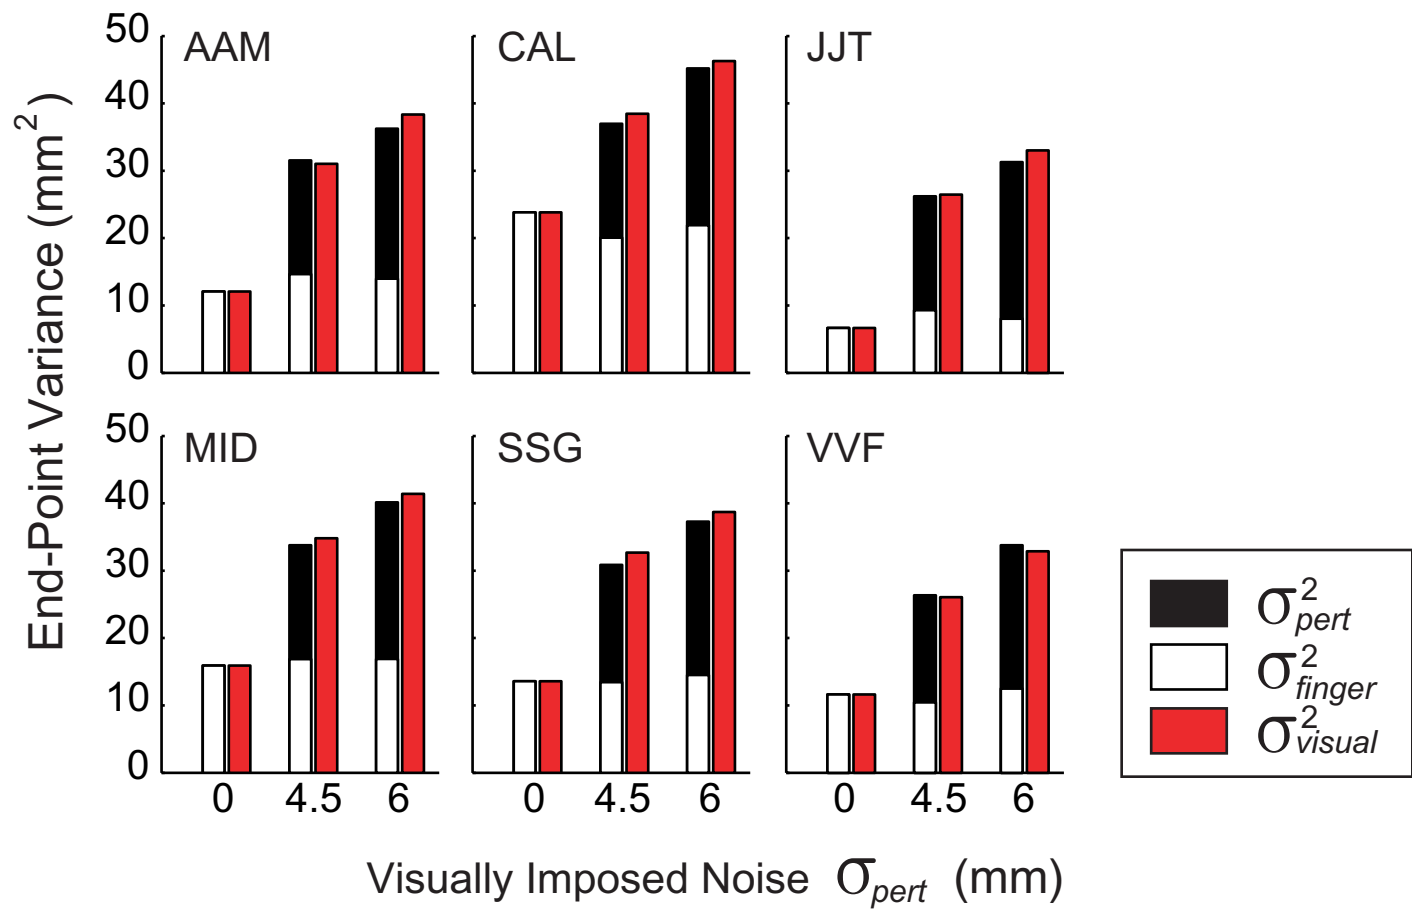 End-Point Variance (mm²)
50
40
30
20
10
0
AAM
CAL
JJT
50
40
30
20
10
0
MID
SSG
VVF
0 4.5 6
0 4.5 6
0 4.5 6
Visually Imposed Noise σpert (mm)
σ²pert
σ²finger
σ²visual